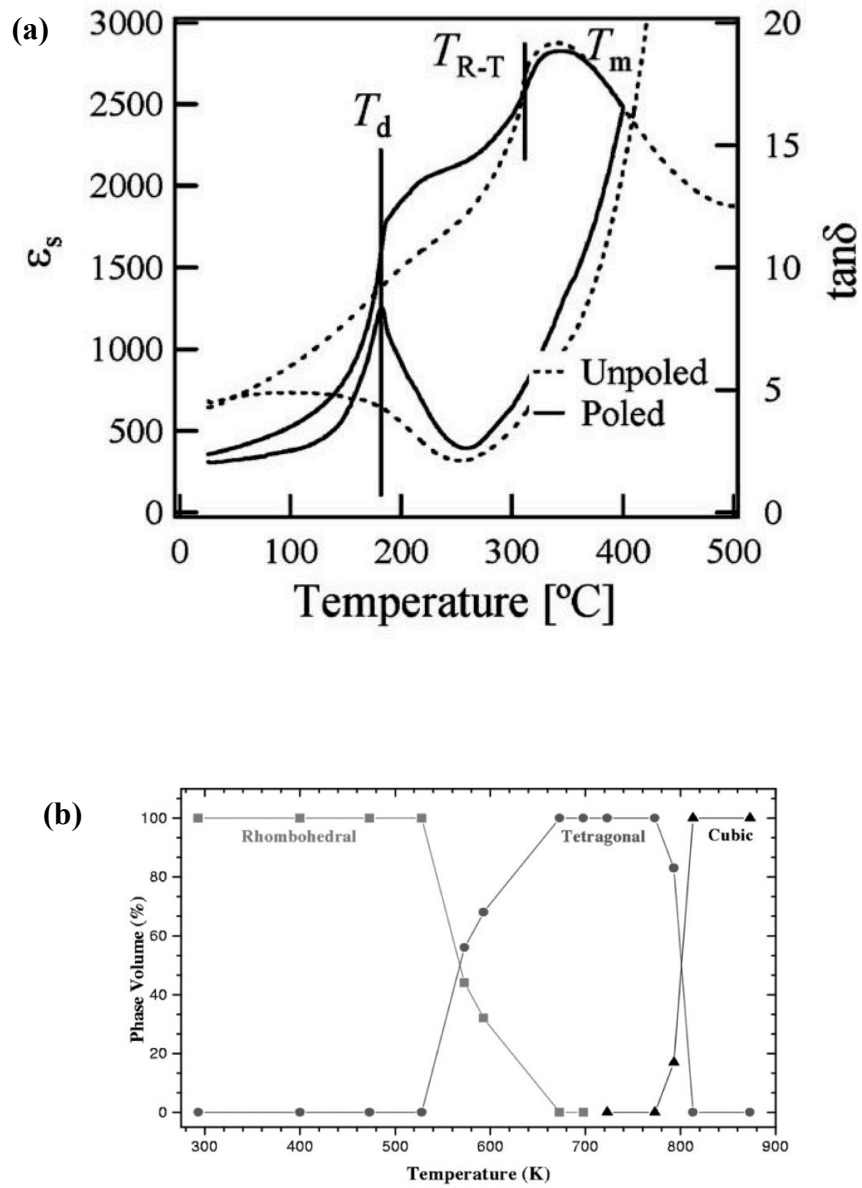 (a)
3000
2500
2000
1500
1000
500
0
ε_s
T_d
T_R-T
T_m
20
15
10
5
0
tanδ
Unpoled
Poled
0 100 200 300 400 500
Temperature [ºC]
(b)
100
80
60
40
20
0
Phase Volume (%)
Rhombohedral
Tetragonal
Cubic
300 400 500 600 700 800 900
Temperature (K)